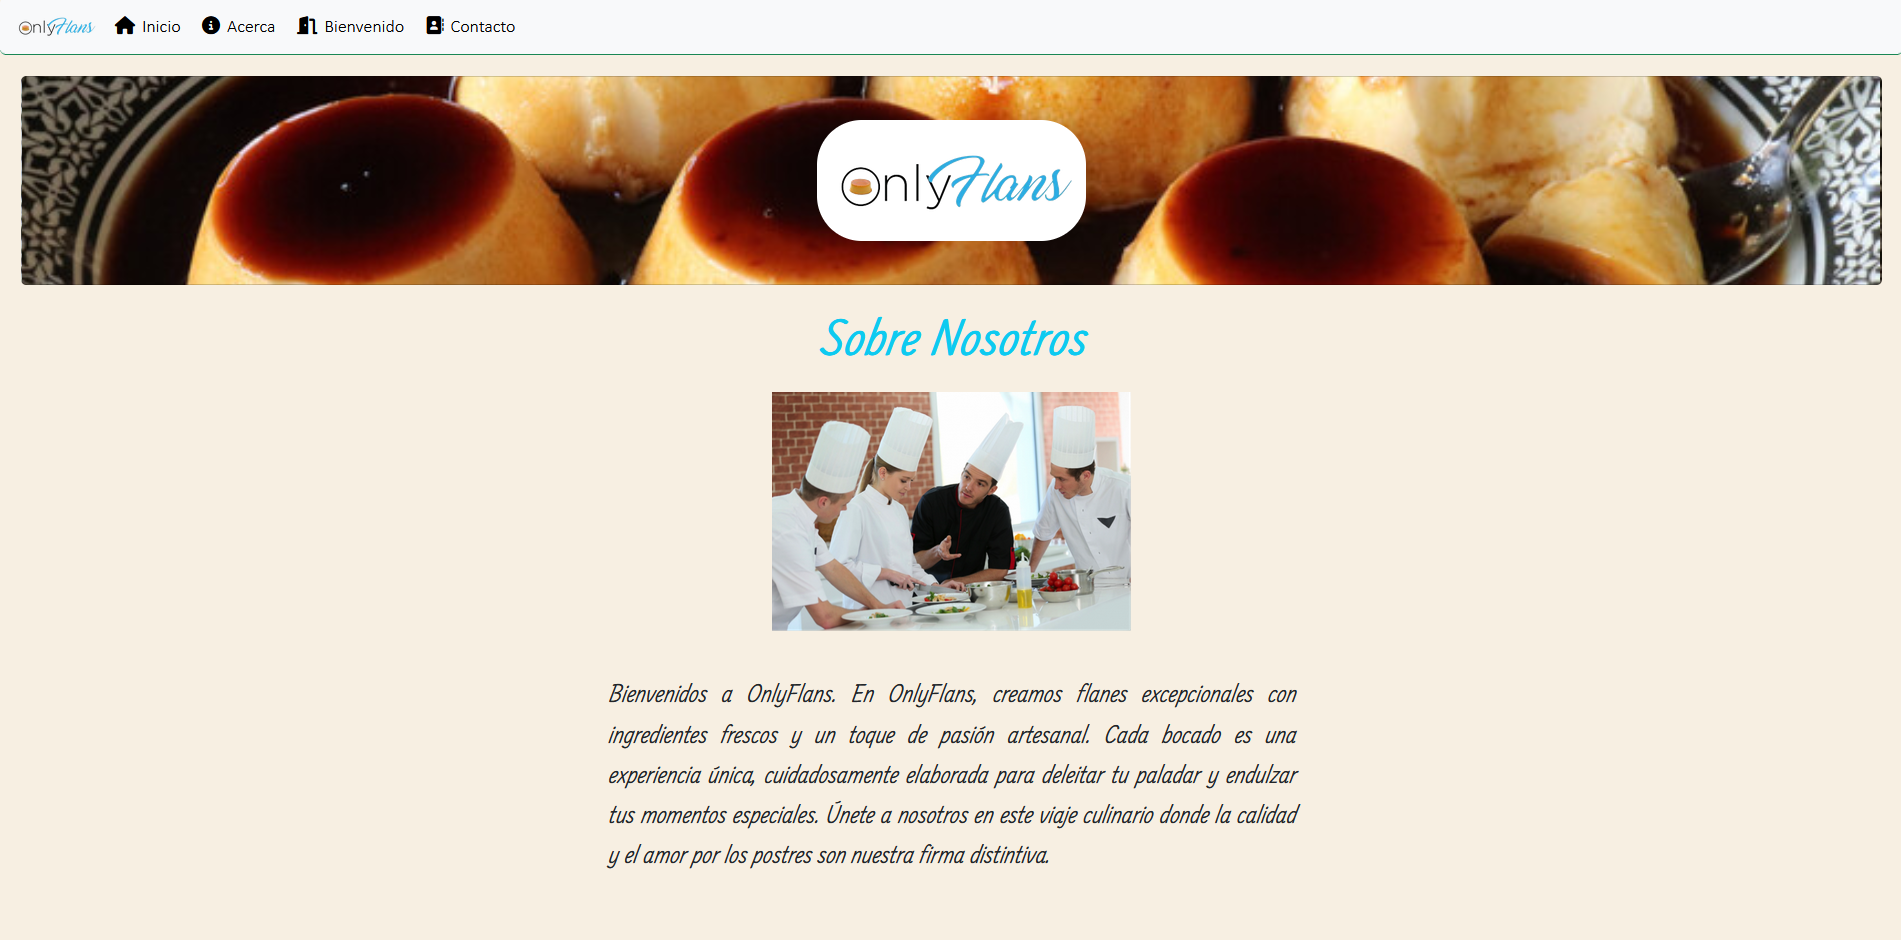 OnlyFlans Inicio Acerca Bienvenido Contacto
OnlyFlans
Sobre Nosotros
Bienvenidos a OnlyFlans. En OnlyFlans, creamos flanes excepcionales con
ingredientes frescos y un toque de pasión artesanal. Cada bocado es una
experiencia única, cuidadosamente elaborada para deleitar tu paladar y endulzar
tus momentos especiales. Únete a nosotros en este viaje culinario donde la calidad
y el amor por los postres son nuestra firma distintiva.